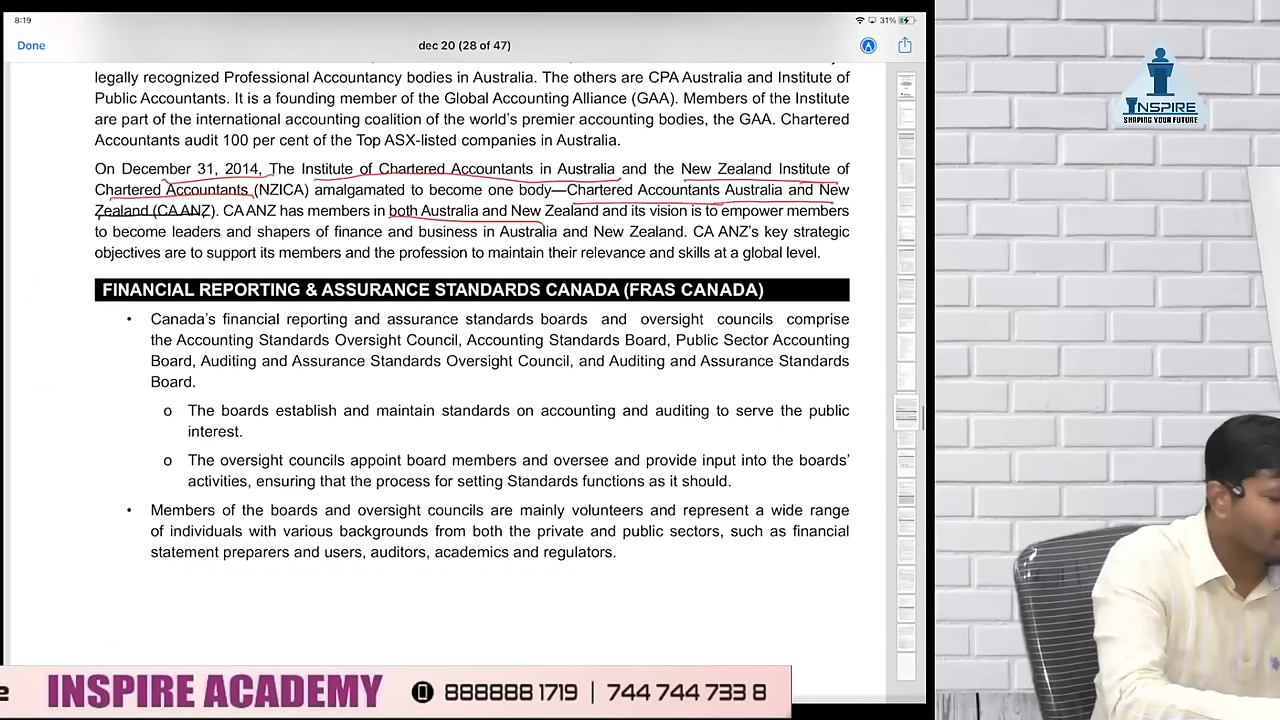 8:19
31%
Done
dec 20 (28 of 47)
legally recognized Professional Accountancy bodies in Australia. The others are CPA Australia and Institute of
Public Accountants. It is a founding member of the Global Accounting Alliance (GAA). Members of the Institute
are part of the international accounting coalition of the world's premier accounting bodies, the GAA. Chartered
Accountants audit 100 per cent of the Top ASX-listed companies in Australia.
On December 31, 2014, The Institute of Chartered Accountants in Australia and the New Zealand Institute of
Chartered Accountants (NZICA) amalgamated to become one body—Chartered Accountants Australia and New
Zealand (CA ANZ). CA ANZ has members in both Australia and New Zealand and its vision is to empower members
to become leaders and shapers of finance and business in Australia and New Zealand. CA ANZ's key strategic
objectives are to support its members and the profession to maintain their relevance and skills at a global level.
FINANCIAL REPORTING & ASSURANCE STANDARDS CANADA (FRAS CANADA)
• Canada's financial reporting and assurance standards boards and oversight councils comprise
the Accounting Standards Oversight Council, Accounting Standards Board, Public Sector Accounting
Board, Auditing and Assurance Standards Oversight Council, and Auditing and Assurance Standards
Board.
o The boards establish and maintain standards on accounting and auditing to serve the public
interest.
o The oversight councils appoint board members and oversee and provide input into the boards'
activities, ensuring that the process for setting Standards functions as it should.
• Members of the boards and oversight councils are mainly volunteers and represent a wide range
of individuals with various backgrounds from both the private and public sectors, such as financial
statement preparers and users, auditors, academics and regulators.
INSPIRE
SHAPING YOUR FUTURE
e INSPIRE ACADEMY 888888 1719 | 744 744 733 8